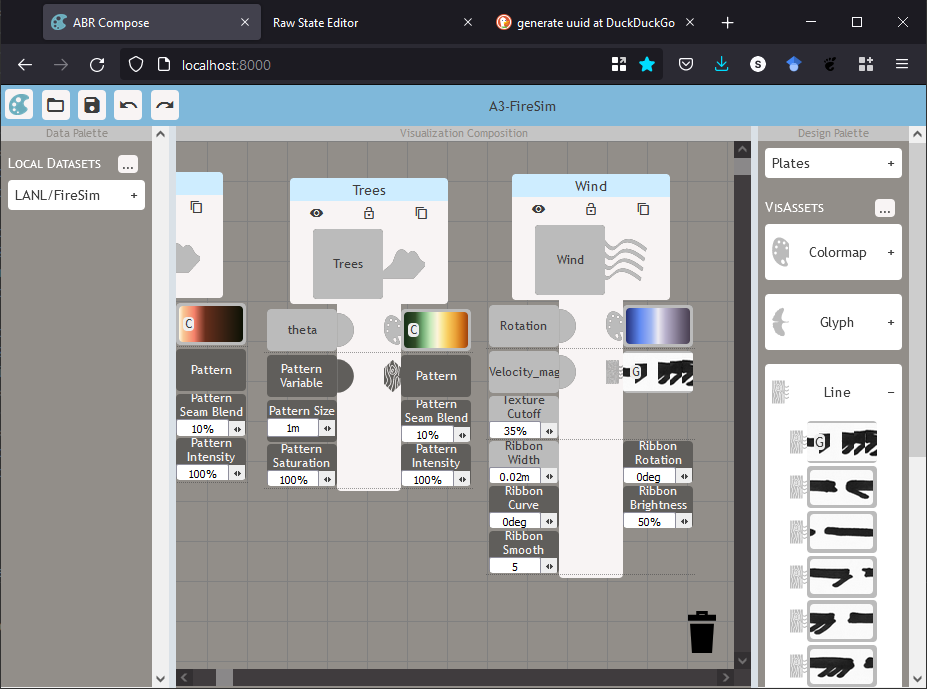 ABR Compose
Raw State Editor
generate uuid at DuckDuckGo
localhost:8000
S
A3-FireSim
Data Palette
Visualization Composition
Design Palette
LOCAL DATASETS
...
LANL/FireSim
+
C
Pattern
Pattern
Seam Blend
10%
Pattern
Intensity
100%
Trees
Trees
theta
C
Pattern
Variable
Pattern
Pattern Size
1m
Pattern
Seam Blend
10%
Pattern
Saturation
100%
Pattern
Intensity
100%
Wind
Wind
Rotation
Velocity_mag
G
Texture
Cutoff
35%
Ribbon
Width
0.02m
Ribbon
Rotation
0deg
Ribbon
Curve
0deg
Ribbon
Brightness
50%
Ribbon
Smooth
5
Plates
+
VISASSETS
...
Colormap
+
Glyph
+
Line
−
G